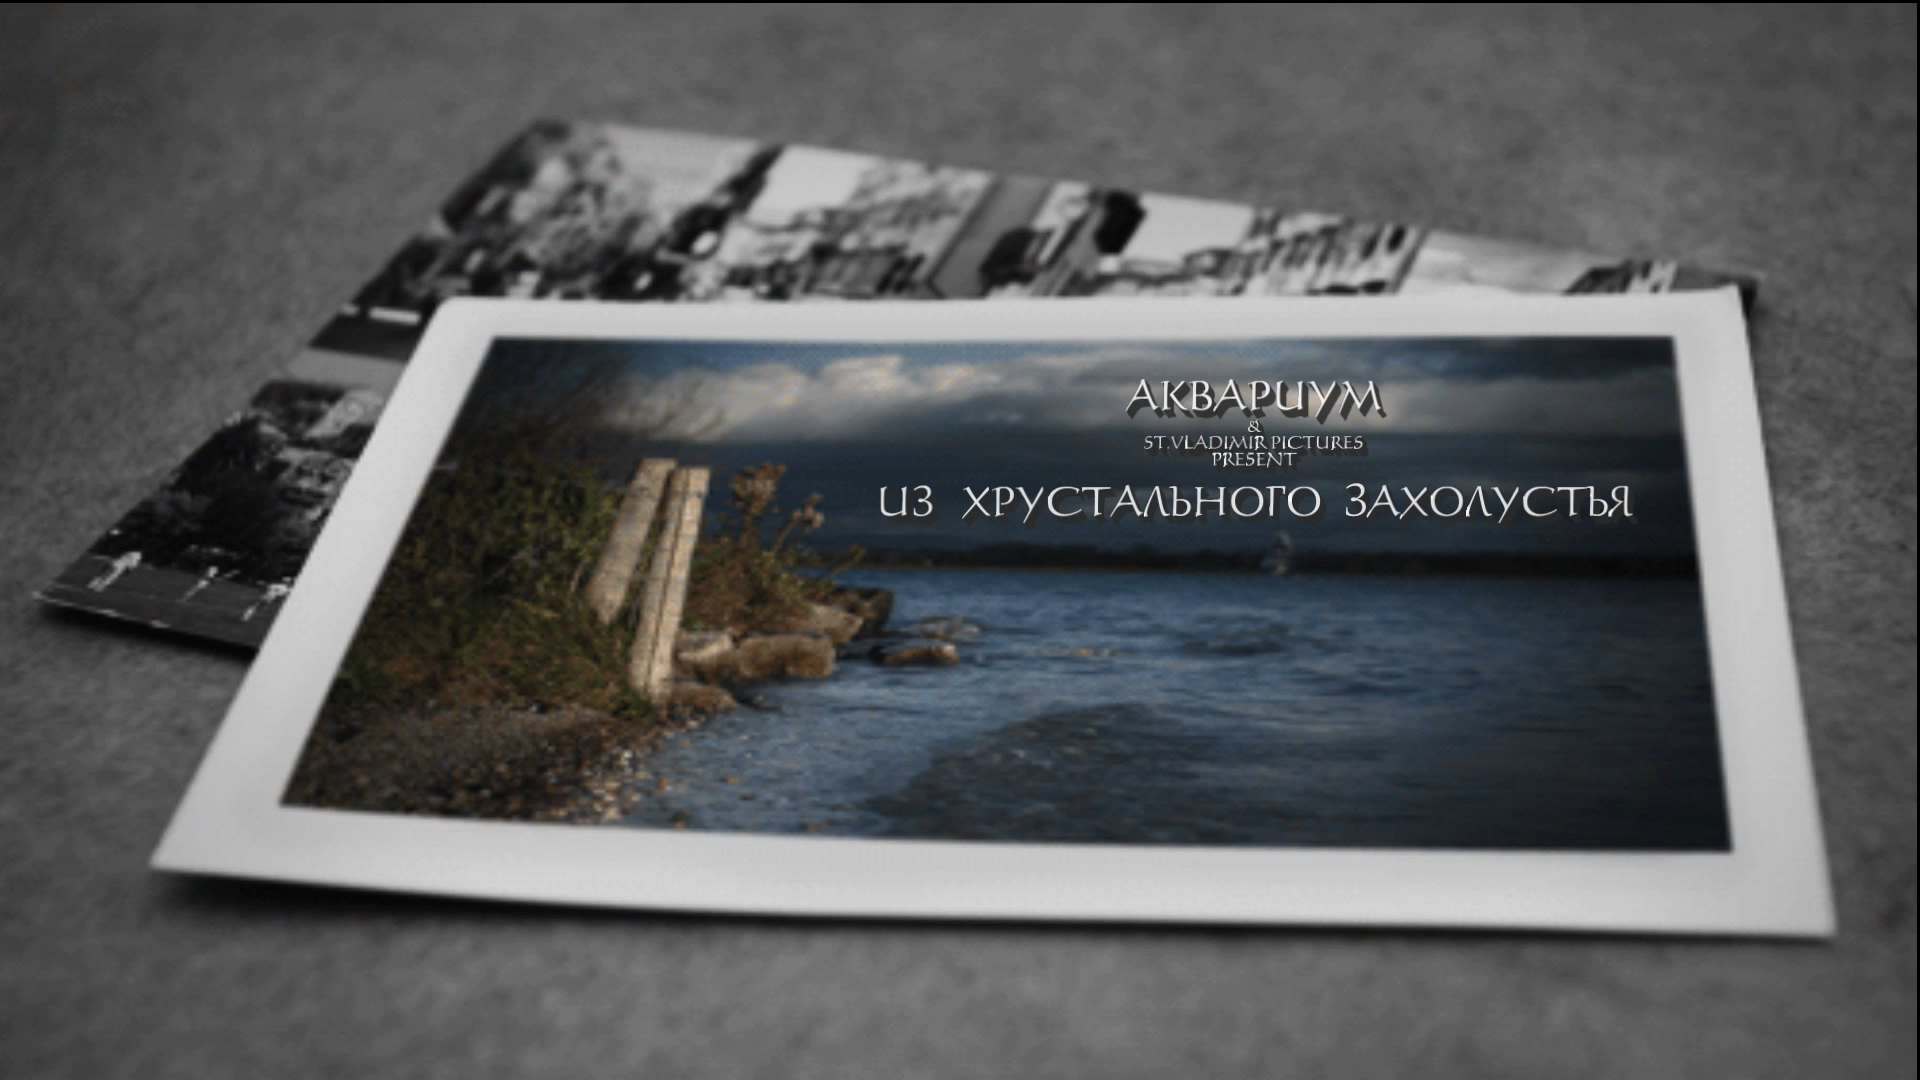 АКВАРИУМ
&
ST.VLADIMIR PICTURES
PRESENT
ИЗ ХРУСТАЛЬНОГО ЗАХОЛУСТЬЯ